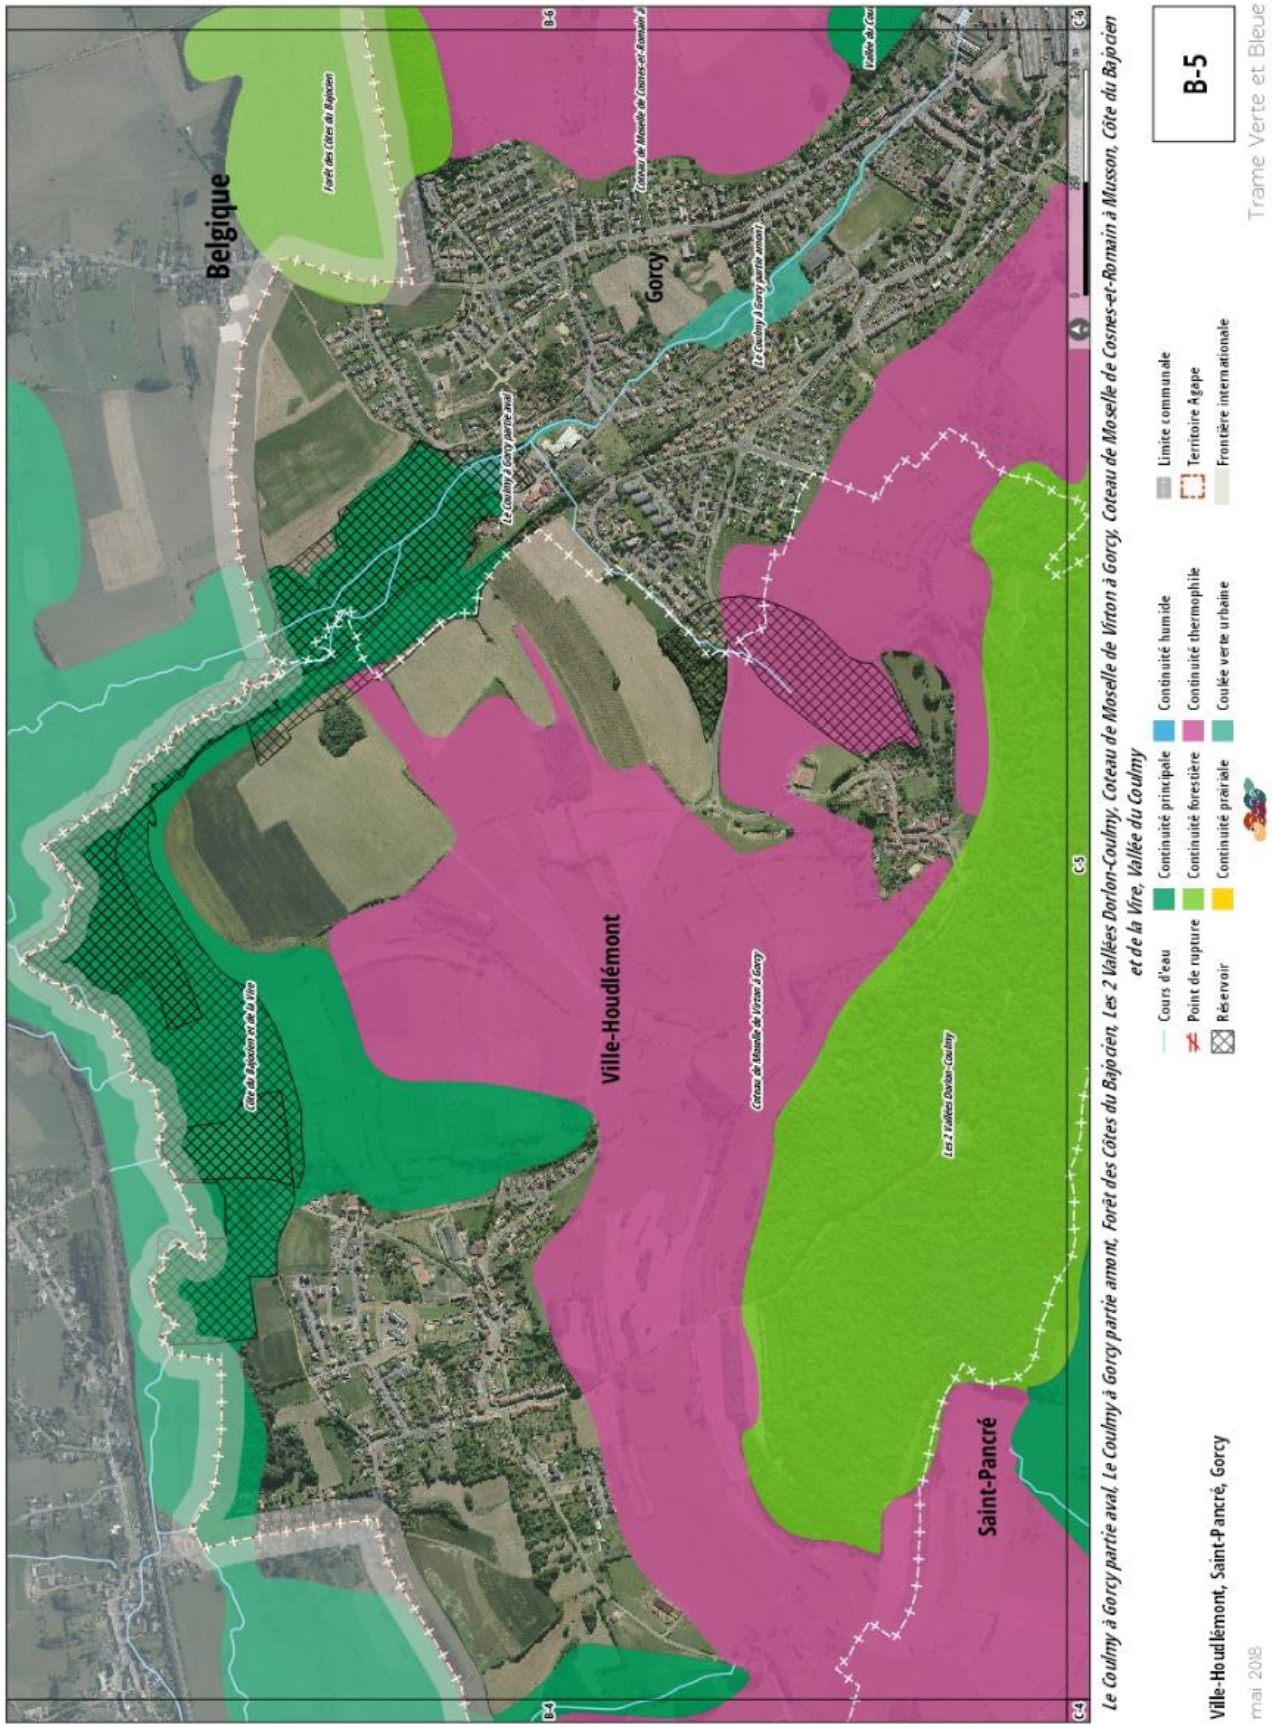 B-6
C-6
Belgique
Forêt des Côtes du Bajocien
Coteau de Moselle de Cosnes-et-Romain à
Vallée du Cou
Gorcy
Le Coulmy à Gorcy partie amont
Le Coulmy à Gorcy partie aval
0
250
Côte du Bajocien et de la Vire
Ville-Houdlémont
Coteau de Moselle de Virton à Gorcy
Les 2 Vallées Dorlon-Coulmy
Saint-Pancré
C-5
B-4
C-4
Le Coulmy à Gorcy partie aval, Le Coulmy à Gorcy partie amont, Forêt des Côtes du Bajocien, Les 2 Vallées Dorlon-Coulmy, Coteau de Moselle de Virton à Gorcy, Coteau de Moselle de Cosnes-et-Romain à Musson, Côte du Bajocien
et de la Vire, Vallée du Coulmy
Cours d'eau
Point de rupture
Réservoir
Continuité principale
Continuité forestière
Continuité prairiale
Continuité humide
Continuité thermophile
Coulée verte urbaine
Limite communale
Territoire Agape
Frontière internationale
B-5
Ville-Houdlémont, Saint-Pancré, Gorcy
mai 2018
Trame Verte et Bleue